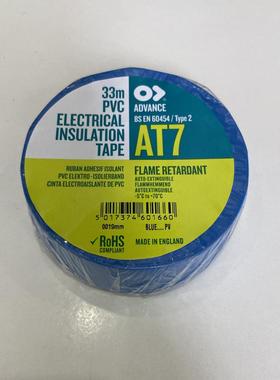 33m
PVC
ELECTRICAL
INSULATION
TAPE
RUBAN ADHESIF ISOLANT
PVC ELEKTRO-ISOLIERBAND
CINTA ELECTROAISLANTE DE PVC
ADVANCE
BS EN 60454 / Type 2
AT7
FLAME RETARDANT
AUTO-EXTINGUIBLE
FLAMMHEMMEND
AUTOEXTINGUIBLE
-5°C to +70°C
5 017374 601660
0019mm
BLUE.... PV
RoHS
COMPLIANT
MADE IN ENGLAND